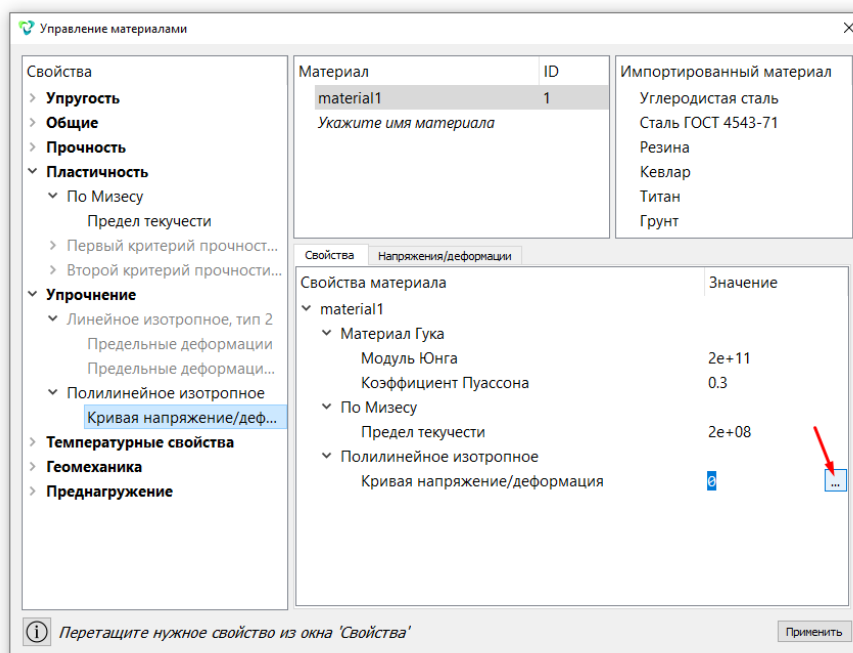 Управление материалами
Свойства
Упругость
Общие
Прочность
Пластичность
По Мизесу
Предел текучести
Первый критерий прочност...
Второй критерий прочности...
Упрочнение
Линейное изотропное, тип 2
Предельные деформации
Предельные деформаци...
Полилинейное изотропное
Кривая напряжение/деф...
Температурные свойства
Геомеханика
Преднагружение
Материал ID
material1 1
Укажите имя материала
Импортированный материал
Углеродистая сталь
Сталь ГОСТ 4543-71
Резина
Кевлар
Титан
Грунт
Свойства Напряжения/деформации
Свойства материала Значение
material1
Материал Гука
Модуль Юнга 2e+11
Коэффициент Пуассона 0.3
По Мизесу
Предел текучести 2e+08
Полилинейное изотропное
Кривая напряжение/деформация 0 ...
Перетащите нужное свойство из окна 'Свойства'
Применить